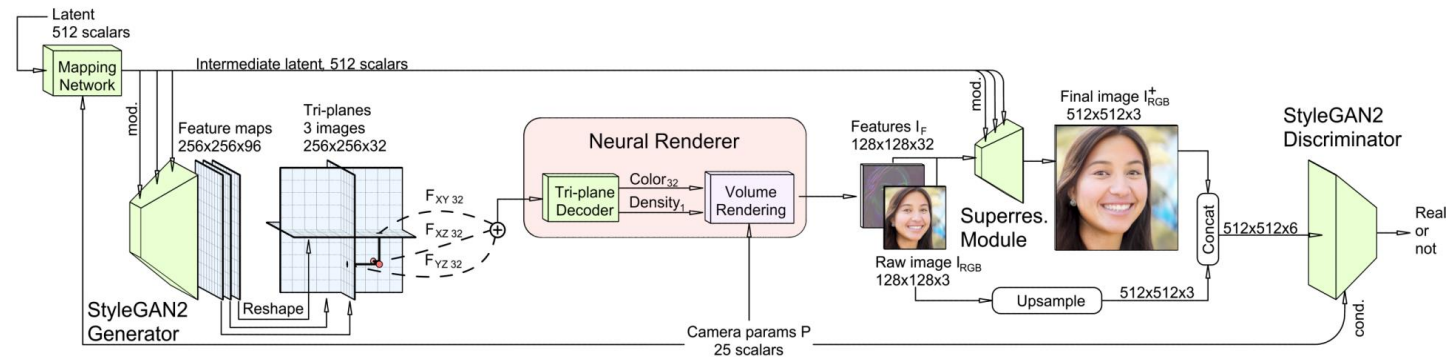 Latent
512 scalars
Mapping
Network
Intermediate latent, 512 scalars
mod.
Feature maps
256x256x96
Tri-planes
3 images
256x256x32
StyleGAN2
Generator
Reshape
F XY 32
F XZ 32
F YZ 32
Neural Renderer
Tri-plane
Decoder
Color32
Density1
Volume
Rendering
Camera params P
25 scalars
Features IF
128x128x32
Raw image IRGB
128x128x3
mod.
Superres.
Module
Final image I+RGB
512x512x3
Upsample
512x512x3
Concat
512x512x6
StyleGAN2
Discriminator
cond.
Real
or
not